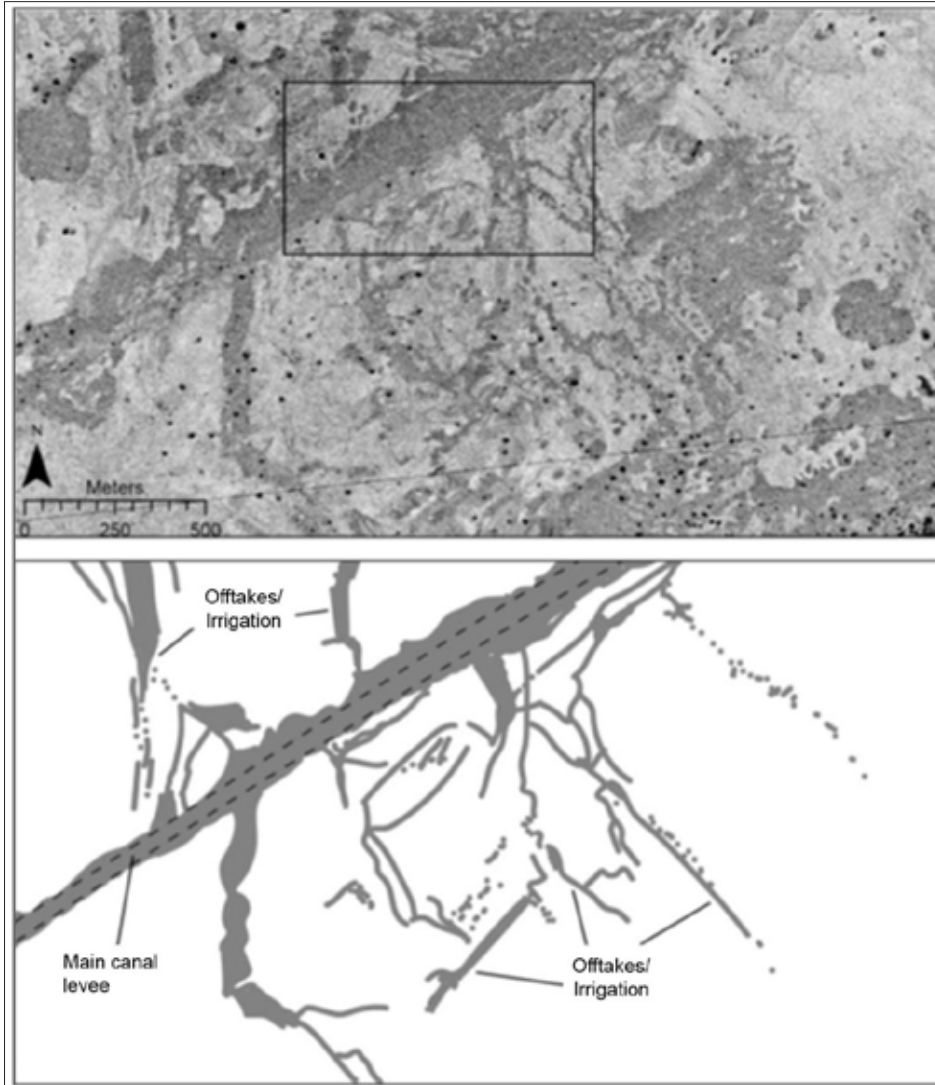 N
Meters
0 250 500
Offtakes/
Irrigation
Main canal
levee
Offtakes/
Irrigation